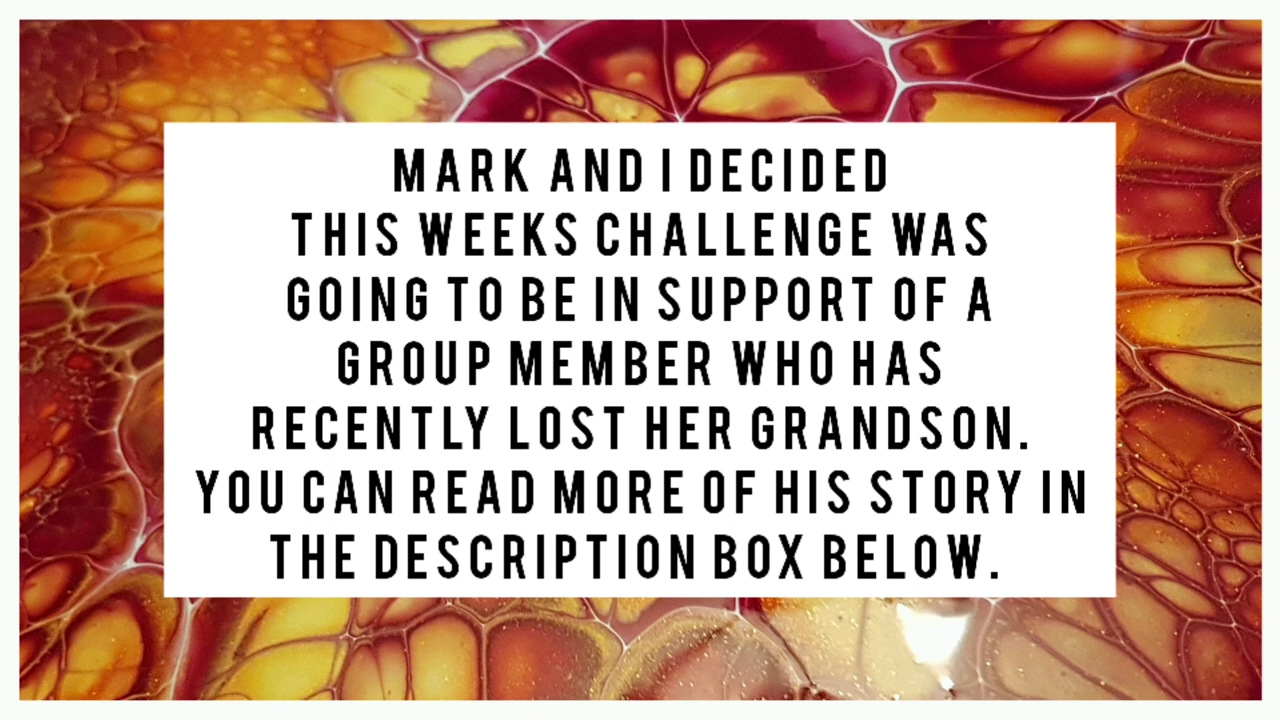 MARK AND I DECIDED
THIS WEEKS CHALLENGE WAS
GOING TO BE IN SUPPORT OF A
GROUP MEMBER WHO HAS
RECENTLY LOST HER GRANDSON.
YOU CAN READ MORE OF HIS STORY IN
THE DESCRIPTION BOX BELOW.